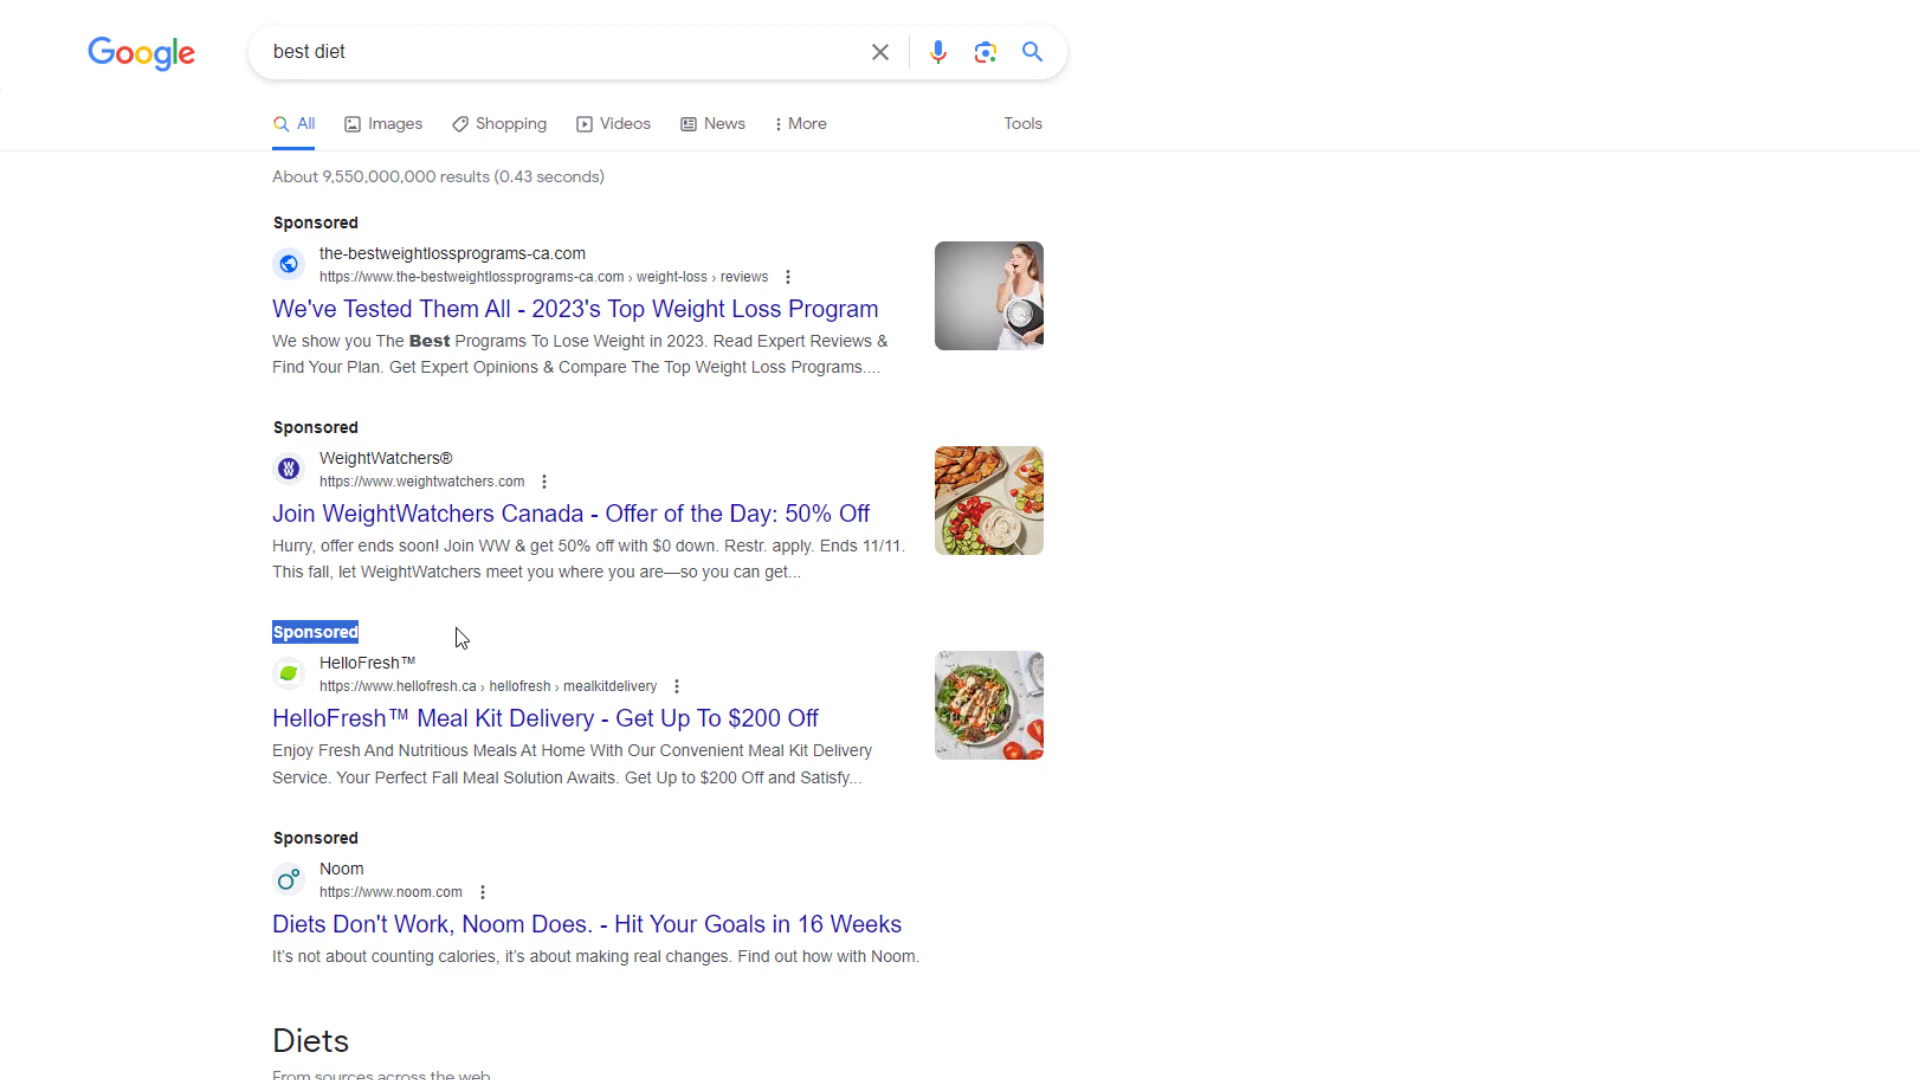 Google
best diet
All Images Shopping Videos News More Tools
About 9,550,000,000 results (0.43 seconds)
Sponsored
the-bestweightlossprograms-ca.com
https://www.the-bestweightlossprograms-ca.com › weight-loss › reviews
We've Tested Them All - 2023's Top Weight Loss Program
We show you The Best Programs To Lose Weight in 2023. Read Expert Reviews &
Find Your Plan. Get Expert Opinions & Compare The Top Weight Loss Programs....
Sponsored
WeightWatchers®
https://www.weightwatchers.com
Join WeightWatchers Canada - Offer of the Day: 50% Off
Hurry, offer ends soon! Join WW & get 50% off with $0 down. Restr. apply. Ends 11/11.
This fall, let WeightWatchers meet you where you are—so you can get...
Sponsored
HelloFresh™
https://www.hellofresh.ca › hellofresh › mealkitdelivery
HelloFresh™ Meal Kit Delivery - Get Up To $200 Off
Enjoy Fresh And Nutritious Meals At Home With Our Convenient Meal Kit Delivery
Service. Your Perfect Fall Meal Solution Awaits. Get Up to $200 Off and Satisfy...
Sponsored
Noom
https://www.noom.com
Diets Don't Work, Noom Does. - Hit Your Goals in 16 Weeks
It's not about counting calories, it's about making real changes. Find out how with Noom.
Diets
From sources across the web